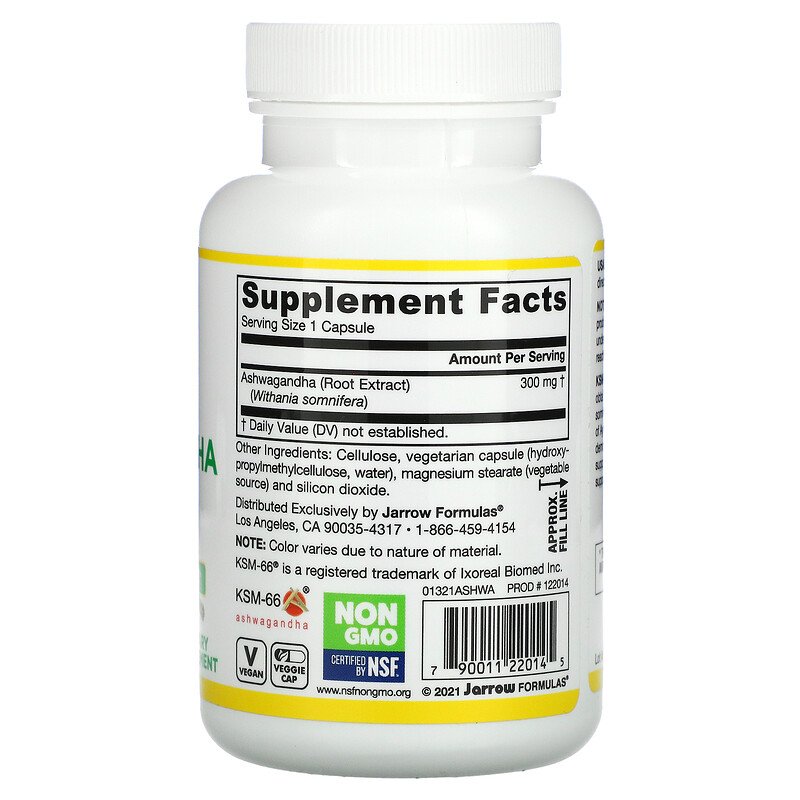 HA
RY
MENT
Supplement Facts
Serving Size 1 Capsule
Amount Per Serving
Ashwagandha (Root Extract) 300 mg †
(Withania somnifera)
† Daily Value (DV) not established.
Other Ingredients: Cellulose, vegetarian capsule (hydroxy-
propylmethylcellulose, water), magnesium stearate (vegetable
source) and silicon dioxide.
Distributed Exclusively by Jarrow Formulas®
Los Angeles, CA 90035-4317 • 1-866-459-4154
APPROX.
FILL LINE
NOTE: Color varies due to nature of material.
KSM-66® is a registered trademark of Ixoreal Biomed Inc.
01321ASHWA PROD # 122014
KSM-66®
ashwagandha
NON
GMO
CERTIFIED
BY NSF
V
VEGAN
VEGGIE
CAP
www.nsfnongmo.org
7 90011 22014 5
© 2021 Jarrow FORMULAS®